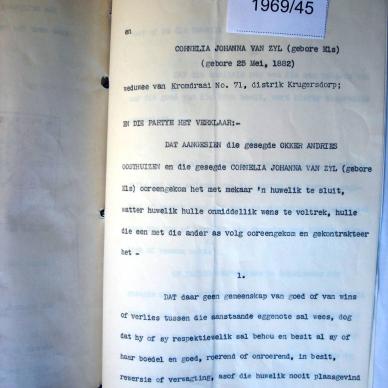 1969/45
en
CORNELIA JOHANNA VAN ZYL (gebore Els)
(gebore 25 Mei, 1882)
weduwee van Kromdraai No. 71, distrik Krugersdorp;
EN DIE PARTYE HET VERKLAAR:-
DAT AANGESIEN die gesegde OKKER ANDRIES
OOSTHUIZEN en die gesegde CORNELIA JOHANNA VAN ZYL (gebore
Els) ooreengekom het met mekaar 'n huwelik te sluit,
watter huwelik hulle onmiddellik wens te voltrek, hulle
die een met die ander as volg ooreengekom en gekontrakteer
het -
1.
DAT daar geen gemeenskap van goed of van wins
of verlies tussen die aanstaande eggenote sal wees, dog
dat hy of sy respektievelik sal behou en besit al sy of
haar boedel en goed, roerend of onroerend, in besit,
rewersie of verwagting, asof die huwelik nooit plaasgevind